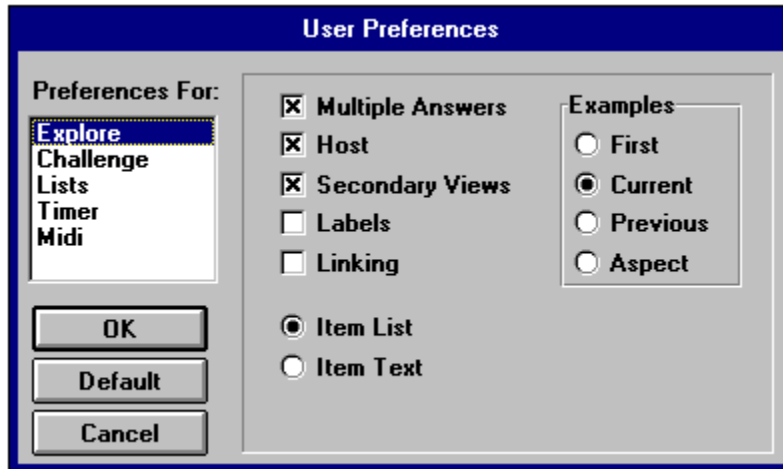 User Preferences
Preferences For:
Explore
Challenge
Lists
Timer
Midi
OK
Default
Cancel
Multiple Answers
Host
Secondary Views
Labels
Linking
Item List
Item Text
Examples
First
Current
Previous
Aspect